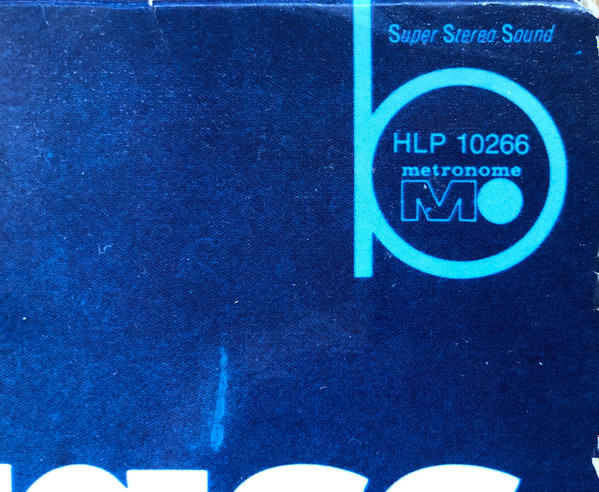 Super Stereo Sound
b
HLP 10266
metronome
M